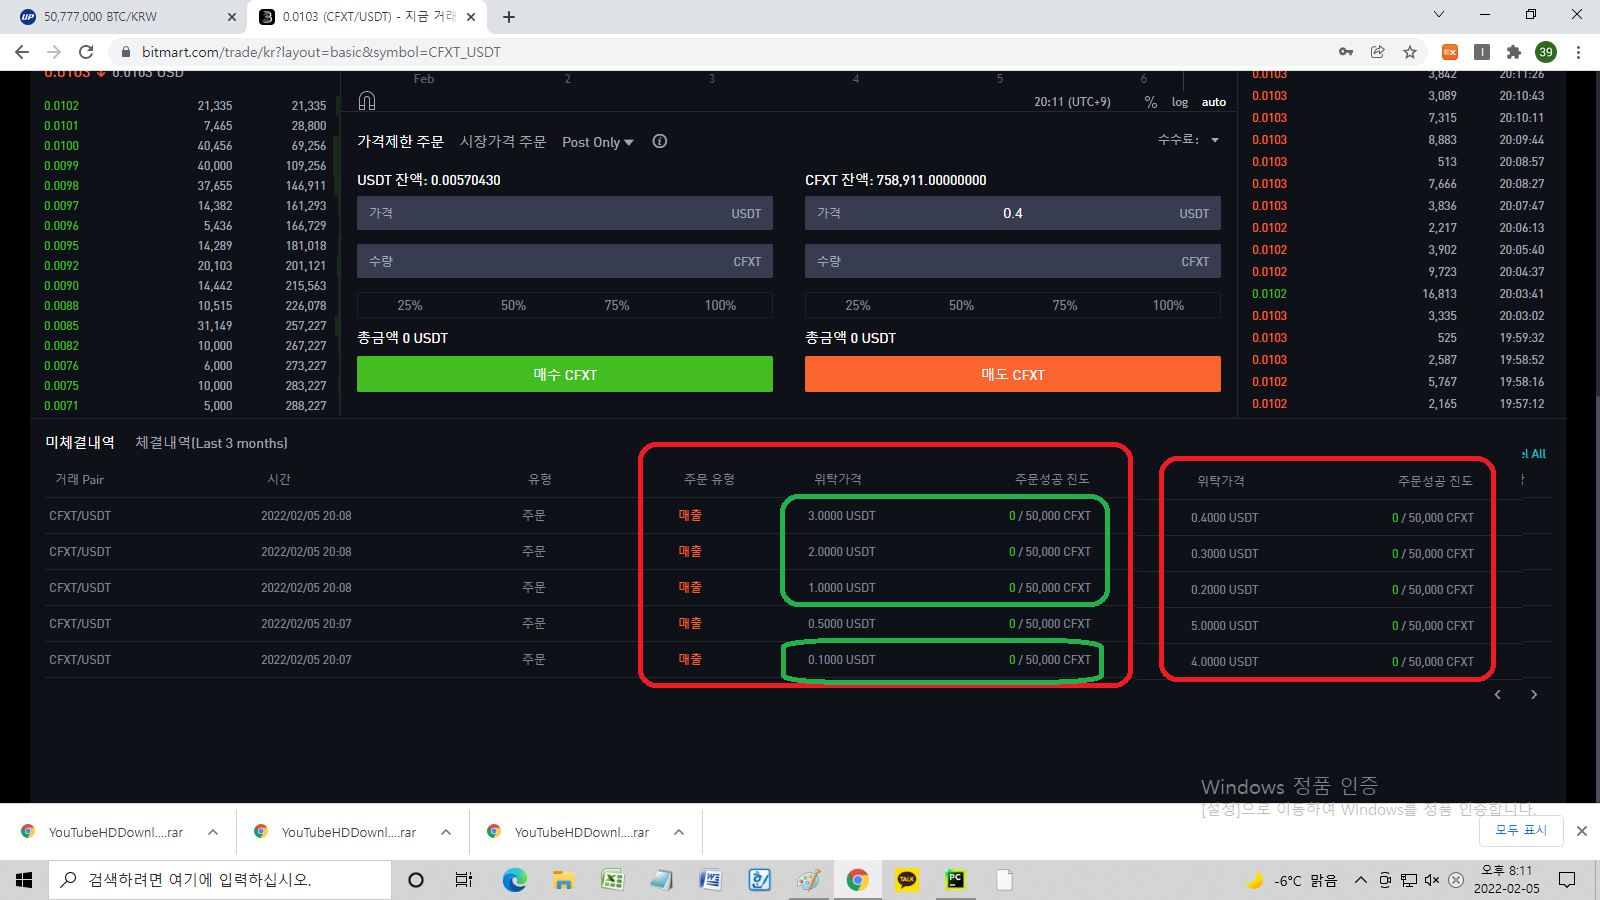 50,777,000 BTC/KRW
0.0103 (CFXT/USDT) - 지금 거래
bitmart.com/trade/kr?layout=basic&symbol=CFXT_USDT
39
0.0103 0.0103 USD
0.0102 21,335 21,335
0.0101 7,465 28,800
0.0100 40,456 69,256
0.0099 40,000 109,256
0.0098 37,655 146,911
0.0097 14,382 161,293
0.0096 5,436 166,729
0.0095 14,289 181,018
0.0092 20,103 201,121
0.0090 14,442 215,563
0.0088 10,515 226,078
0.0085 31,149 257,227
0.0082 10,000 267,227
0.0076 6,000 273,227
0.0075 10,000 283,227
0.0071 5,000 288,227
Feb 2 3 4 5 6
20:11 (UTC+9) % log auto
가격제한 주문 시장가격 주문 Post Only
수수료:
USDT 잔액: 0.00570430
가격 USDT
수량 CFXT
25% 50% 75% 100%
총금액 0 USDT
매수 CFXT
CFXT 잔액: 758,911.00000000
가격 0.4 USDT
수량 CFXT
25% 50% 75% 100%
총금액 0 USDT
매도 CFXT
0.0103 3,842 20:11:26
0.0103 3,089 20:10:43
0.0103 7,315 20:10:11
0.0103 8,883 20:09:44
0.0103 513 20:08:57
0.0103 7,666 20:08:27
0.0103 3,836 20:07:47
0.0102 2,217 20:06:13
0.0102 3,902 20:05:40
0.0102 9,723 20:04:37
0.0102 16,813 20:03:41
0.0103 3,335 20:03:02
0.0103 525 19:59:32
0.0103 2,587 19:58:52
0.0102 5,767 19:58:16
0.0102 2,165 19:57:12
미체결내역 체결내역(Last 3 months)
el All
거래 Pair 시간 유형 주문 유형 위탁가격 주문성공 진도
CFXT/USDT 2022/02/05 20:08 주문 매출 3.0000 USDT 0 / 50,000 CFXT
CFXT/USDT 2022/02/05 20:08 주문 매출 2.0000 USDT 0 / 50,000 CFXT
CFXT/USDT 2022/02/05 20:08 주문 매출 1.0000 USDT 0 / 50,000 CFXT
CFXT/USDT 2022/02/05 20:07 주문 매출 0.5000 USDT 0 / 50,000 CFXT
CFXT/USDT 2022/02/05 20:07 주문 매출 0.1000 USDT 0 / 50,000 CFXT
위탁가격 주문성공 진도
0.4000 USDT 0 / 50,000 CFXT
0.3000 USDT 0 / 50,000 CFXT
0.2000 USDT 0 / 50,000 CFXT
5.0000 USDT 0 / 50,000 CFXT
4.0000 USDT 0 / 50,000 CFXT
Windows 정품 인증
[설정]으로 이동하여 Windows를 정품 인증합니다.
YouTubeHDDownl....rar
YouTubeHDDownl....rar
YouTubeHDDownl....rar
모두 표시
검색하려면 여기에 입력하십시오.
-6°C 맑음
오후 8:11
2022-02-05